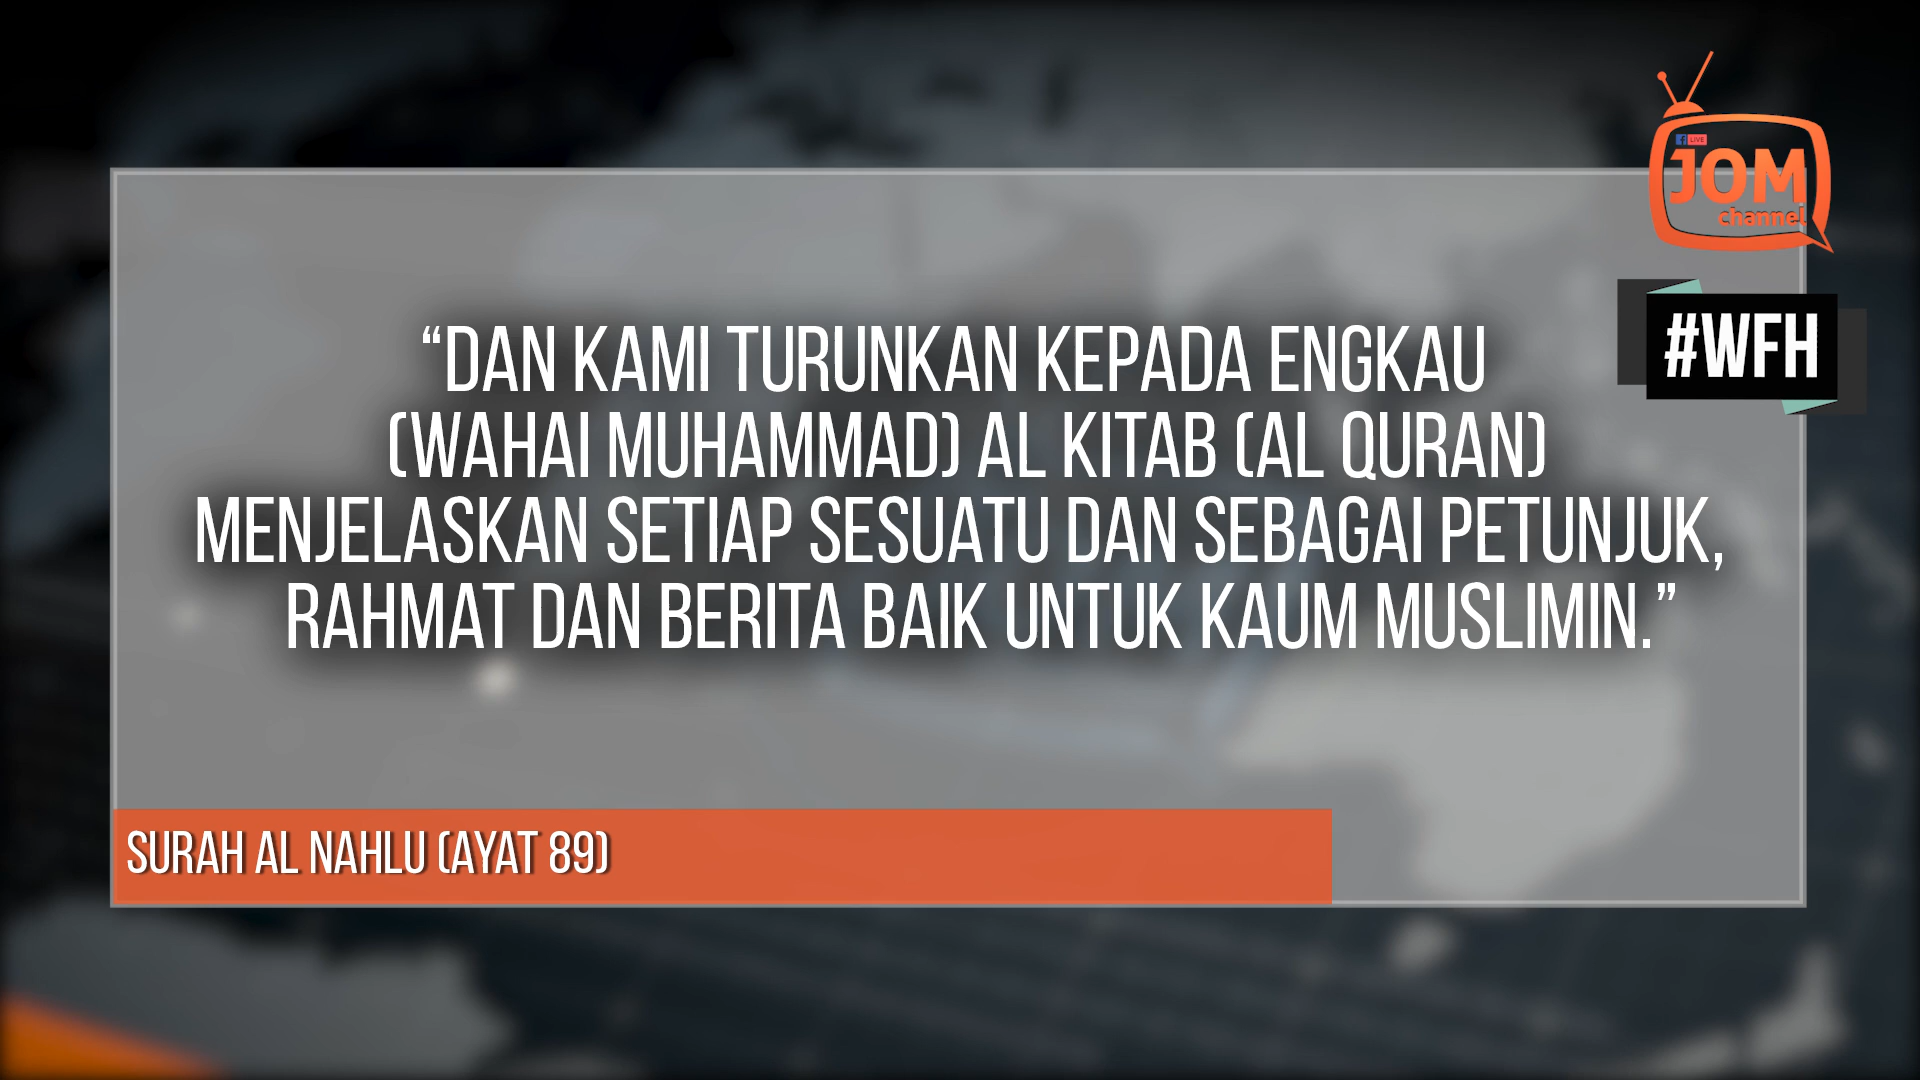 LIVE
JOM
channel
#WFH
“DAN KAMI TURUNKAN KEPADA ENGKAU
(WAHAI MUHAMMAD) AL KITAB (AL QURAN)
MENJELASKAN SETIAP SESUATU DAN SEBAGAI PETUNJUK,
RAHMAT DAN BERITA BAIK UNTUK KAUM MUSLIMIN.”
SURAH AL NAHLU (AYAT 89)